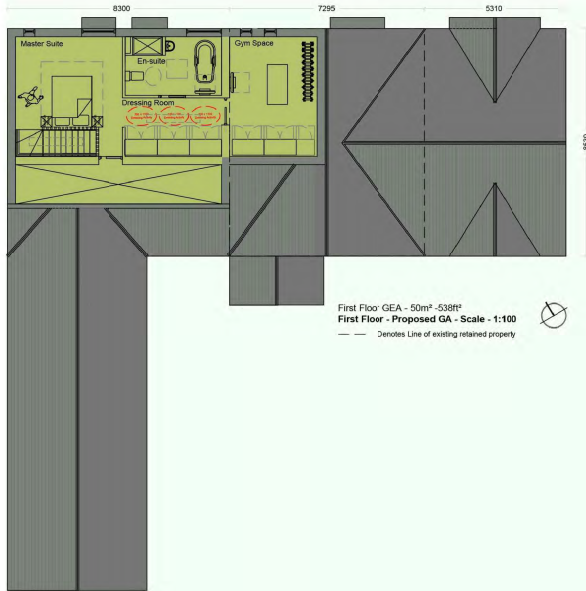 8300 7295 5310
Master Suite
En-suite
Gym Space
Dressing Room
8630
First Floo GEA - 50m² -538ft²
First Floor - Proposed GA - Scale - 1:100
Denotes Line of existing retained property